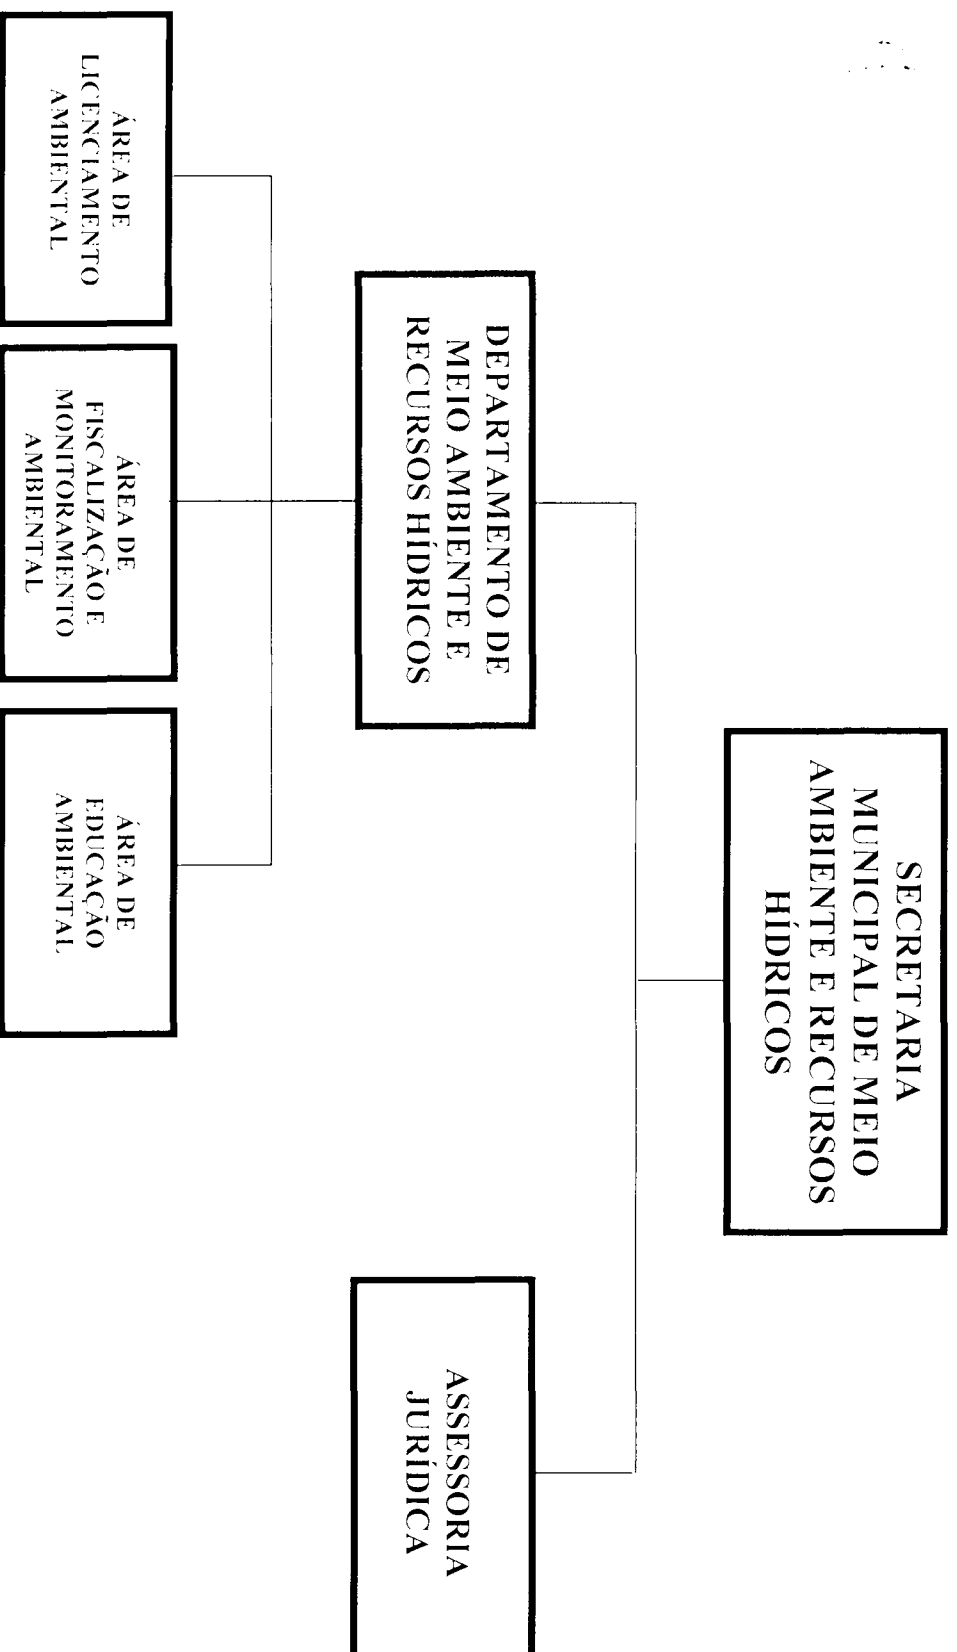 SECRETARIA
MUNICIPAL DE MEIO
AMBIENTE E RECURSOS
HÍDRICOS
DEPARTAMENTO DE
MEIO AMBIENTE E
RECURSOS HÍDRICOS
ASSESSORIA
JURÍDICA
ÁREA DE
LICENCIAMENTO
AMBIENTAL
ÁREA DE
FISCALIZAÇÃO E
MONITORAMENTO
AMBIENTAL
ÁREA DE
EDUCAÇÃO
AMBIENTAL